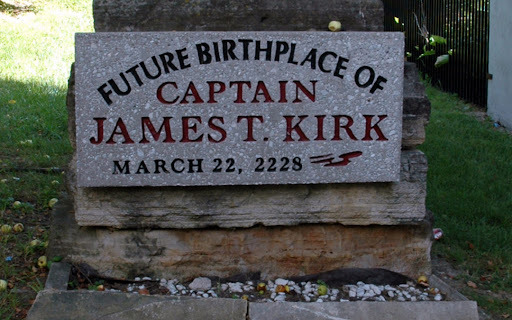 FUTURE BIRTHPLACE OF
CAPTAIN
JAMES T. KIRK
MARCH 22, 2228